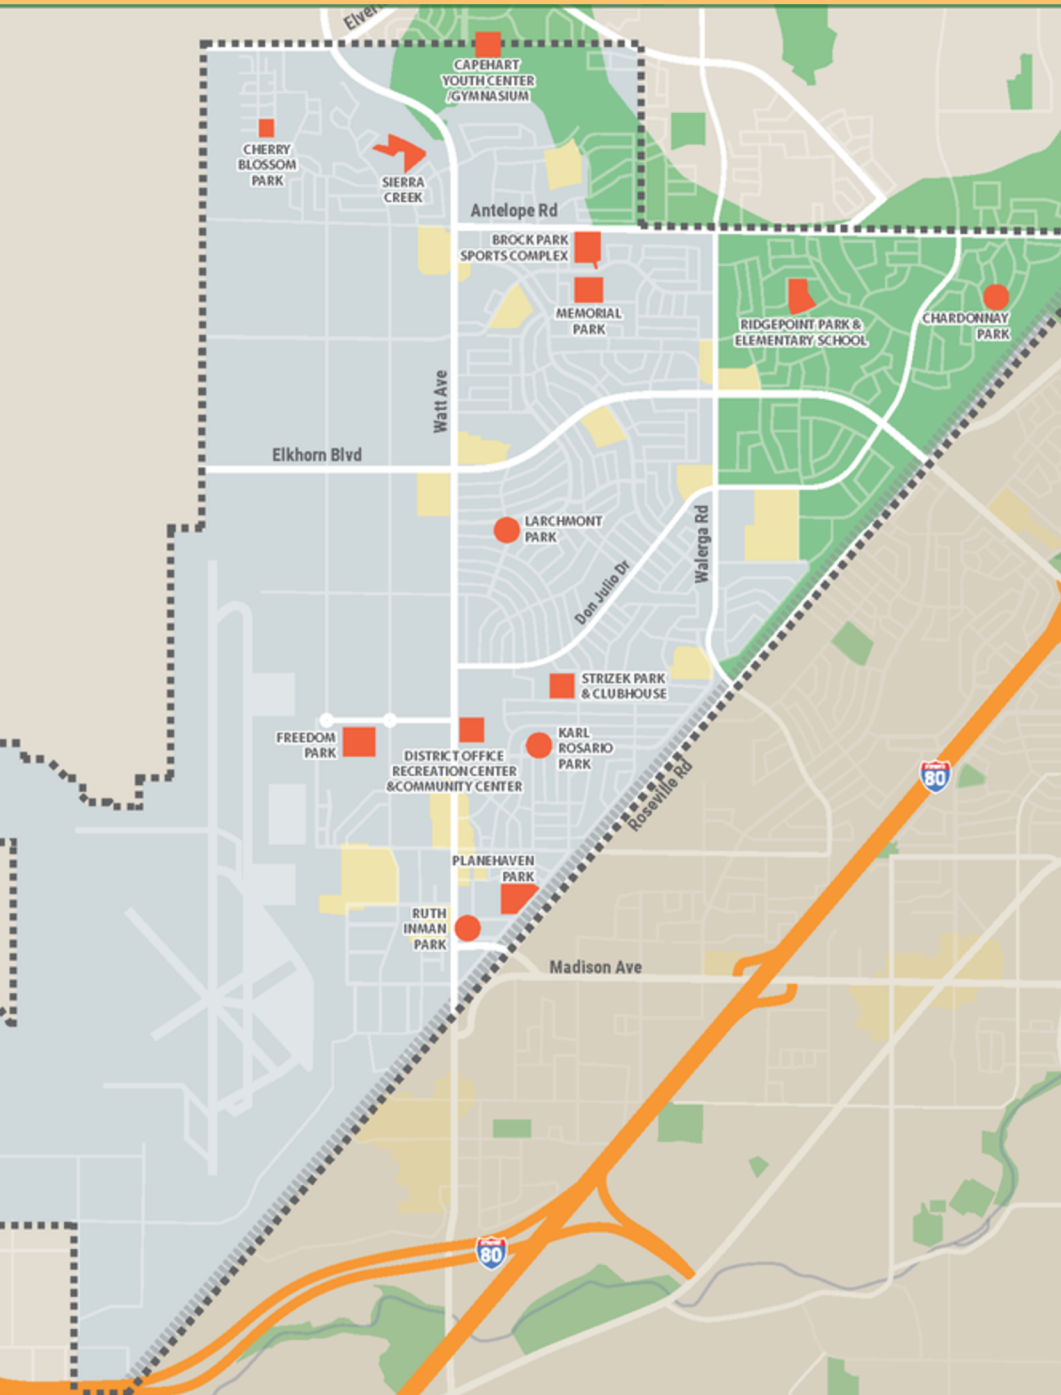 Elver
CAPEHART
YOUTH CENTER
/GYMNASIUM
CHERRY
BLOSSOM
PARK
SIERRA
CREEK
Antelope Rd
BROCK PARK
SPORTS COMPLEX
MEMORIAL
PARK
RIDGEPOINT PARK &
ELEMENTARY SCHOOL
CHARDONNAY
PARK
Watt Ave
Elkhorn Blvd
LARCHMONT
PARK
Walerga Rd
Don Julio Dr
STRIZEK PARK
& CLUBHOUSE
FREEDOM
PARK
DISTRICT OFFICE
RECREATION CENTER
&COMMUNITY CENTER
KARL
ROSARIO
PARK
80
Roseville Rd
PLANEHAVEN
PARK
RUTH
INMAN
PARK
Madison Ave
80